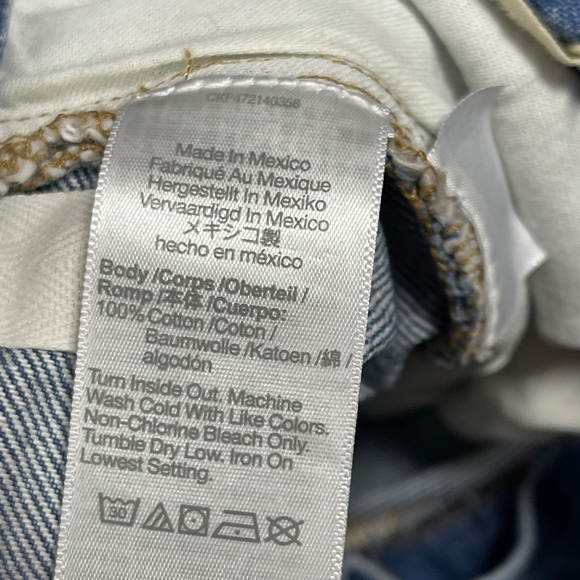 CKP472140358
Made In Mexico
Fabriqué Au Mexique
Hergestellt In Mexiko
Vervaardigd In Mexico
メキシコ製
hecho en méxico
Body /Corps /Oberteil /
Romp /本体 /Cuerpo:
100% Cotton /Coton /
Baumwolle /Katoen /綿 /
algodón
Turn Inside Out. Machine
Wash Cold With Like Colors.
Non-Chlorine Bleach Only.
Tumble Dry Low. Iron On
Lowest Setting.
30